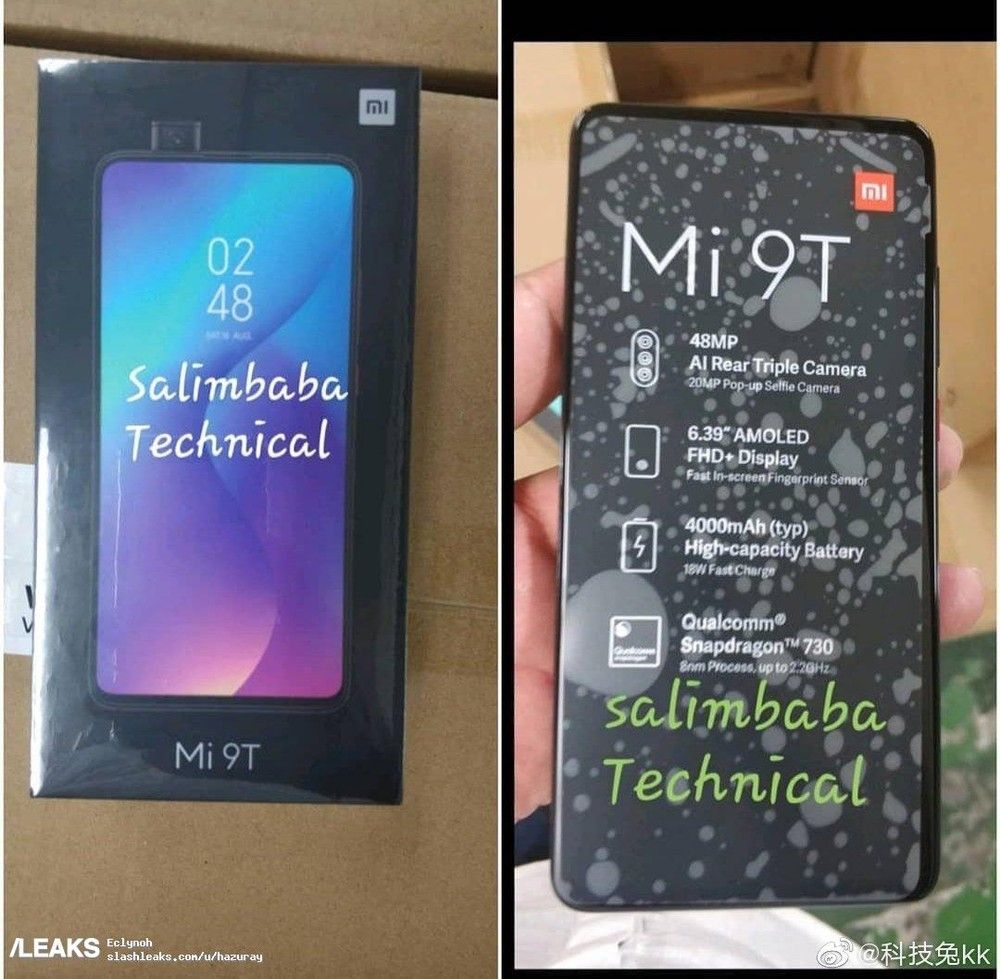 mi
02
48
Salimbaba
Technical
Mi 9T
/LEAKS
Eclynoh
slashleaks.com/u/hazuray
mi
Mi 9T
48MP
AI Rear Triple Camera
20MP Pop-up Selfie Camera
6.39" AMOLED
FHD+ Display
Fast In-screen Fingerprint Sensor
4000mAh (typ)
High-capacity Battery
18W Fast Charge
Qualcomm
snapdragon
Qualcomm®
Snapdragon™ 730
8nm Process, up to 2.2GHz
salimbaba
Technical
@科技兔kk